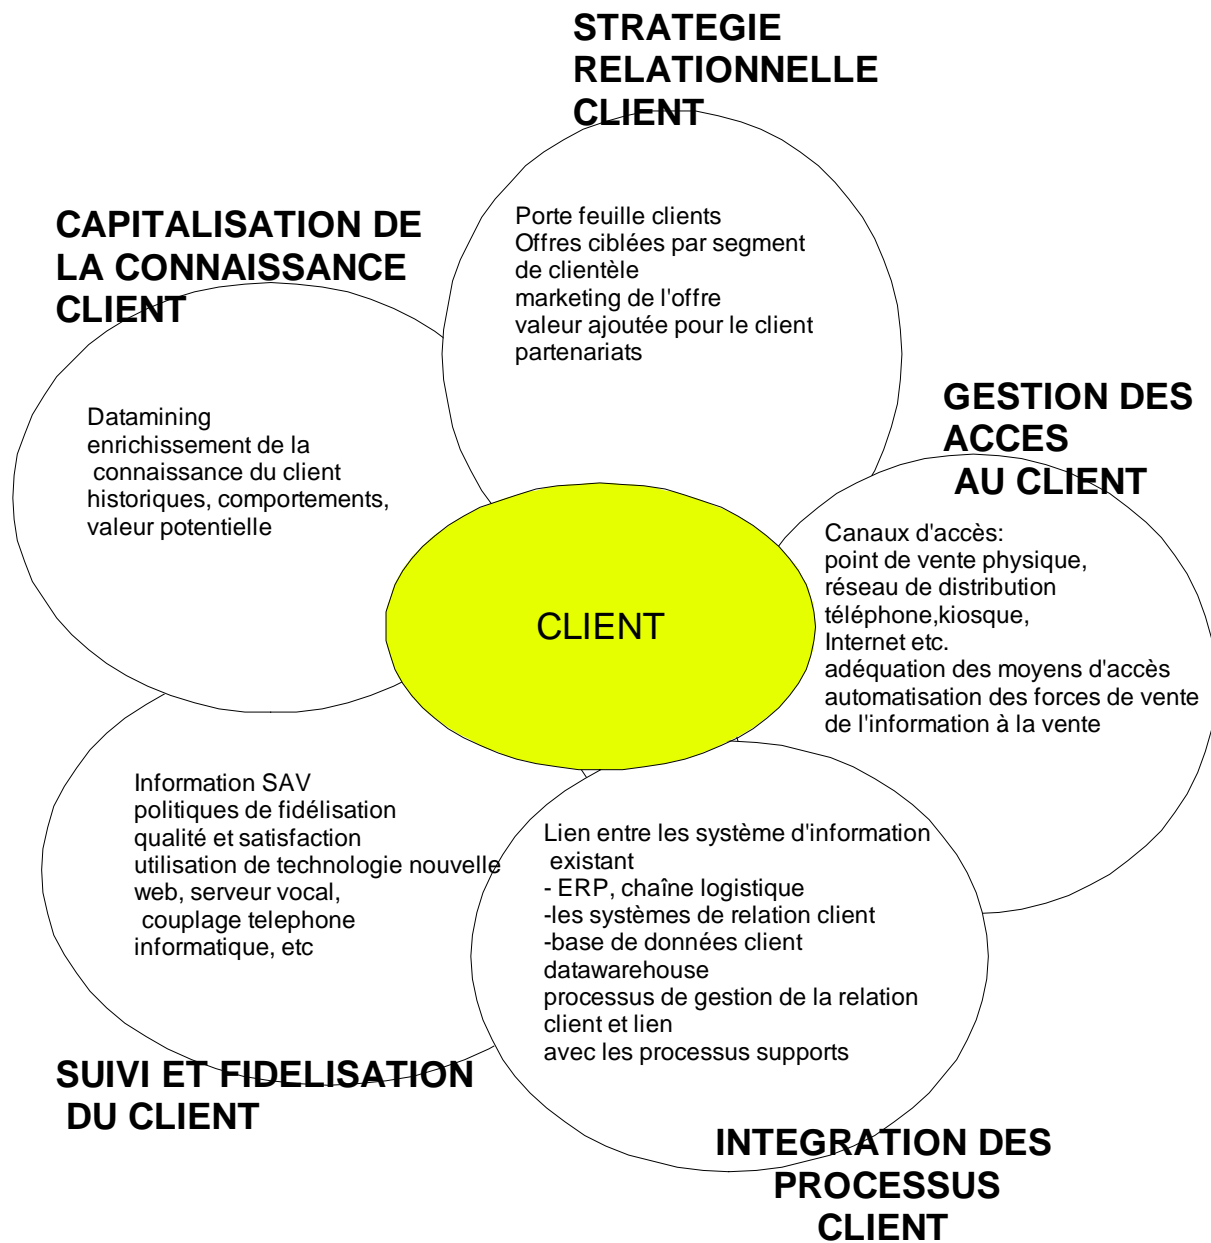 STRATEGIE
RELATIONNELLE
CLIENT
Porte feuille clients
Offres ciblées par segment
de clientèle
marketing de l'offre
valeur ajoutée pour le client
partenariats
CAPITALISATION DE
LA CONNAISSANCE
CLIENT
Datamining
enrichissement de la
connaissance du client
historiques, comportements,
valeur potentielle
GESTION DES
ACCES
AU CLIENT
Canaux d'accès:
point de vente physique,
réseau de distribution
téléphone,kiosque,
Internet etc.
adéquation des moyens d'accès
automatisation des forces de vente
de l'information à la vente
CLIENT
Information SAV
politiques de fidélisation
qualité et satisfaction
utilisation de technologie nouvelle
web, serveur vocal,
couplage telephone
informatique, etc
SUIVI ET FIDELISATION
DU CLIENT
Lien entre les système d'information
existant
- ERP, chaîne logistique
-les systèmes de relation client
-base de données client
datawarehouse
processus de gestion de la relation
client et lien
avec les processus supports
INTEGRATION DES
PROCESSUS
CLIENT